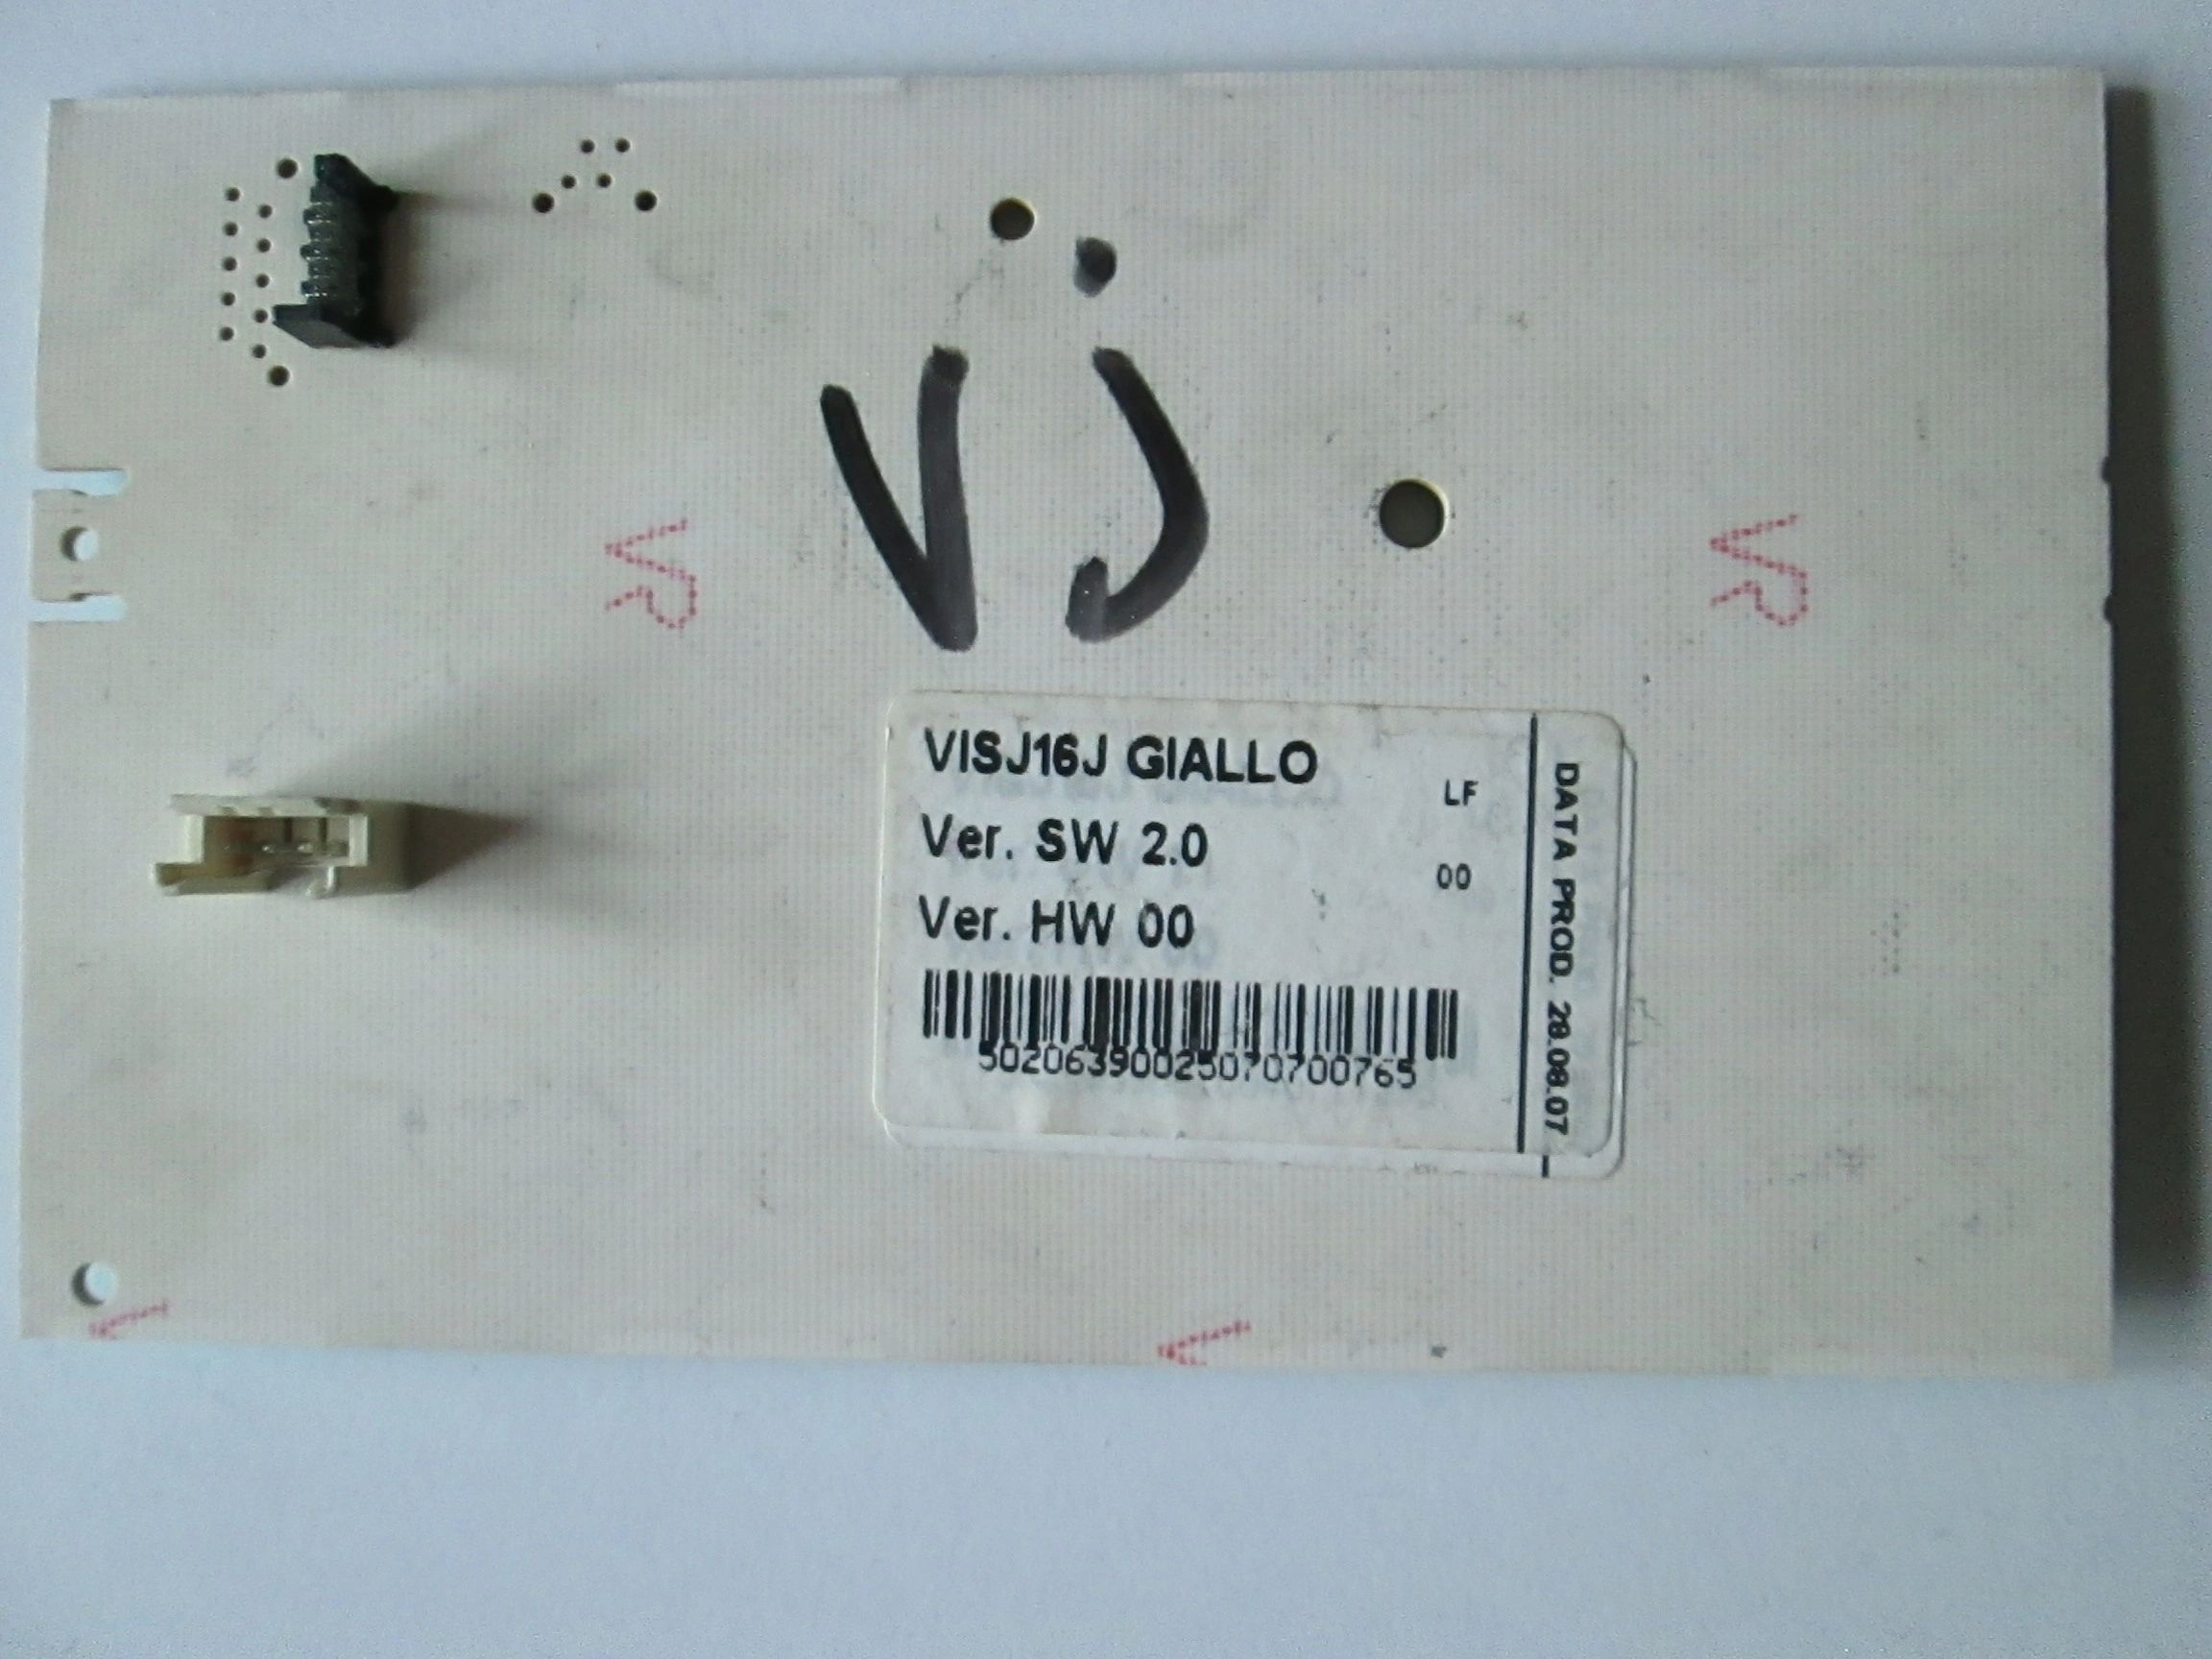 VJ
VR
VR
VISJ16J GIALLO
LF
Ver. SW 2.0
00
Ver. HW 00
50206390025070700765
DATA PROD. 28.08.07